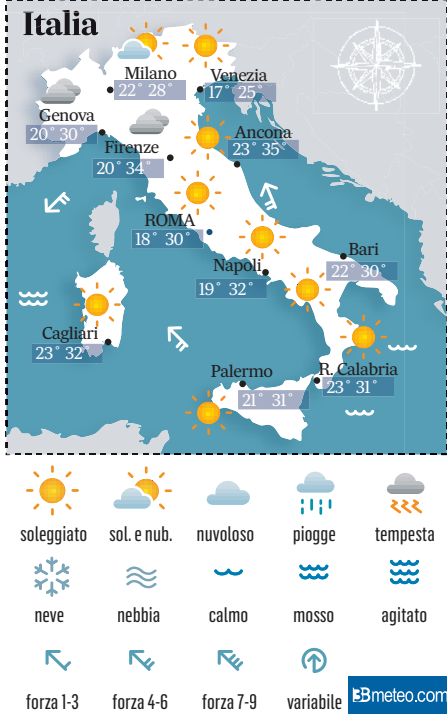 Italia
Milano
22° 28°
Venezia
17° 25°
Genova
20° 30°
Firenze
20° 34°
Ancona
23° 35°
ROMA
18° 30°
Napoli
19° 32°
Bari
22° 30°
Cagliari
23° 32°
Palermo
21° 31°
R. Calabria
23° 31°
soleggiato sol. e nub. nuvoloso piogge tempesta
neve nebbia calmo mosso agitato
forza 1-3 forza 4-6 forza 7-9 variabile
3Bmeteo.com